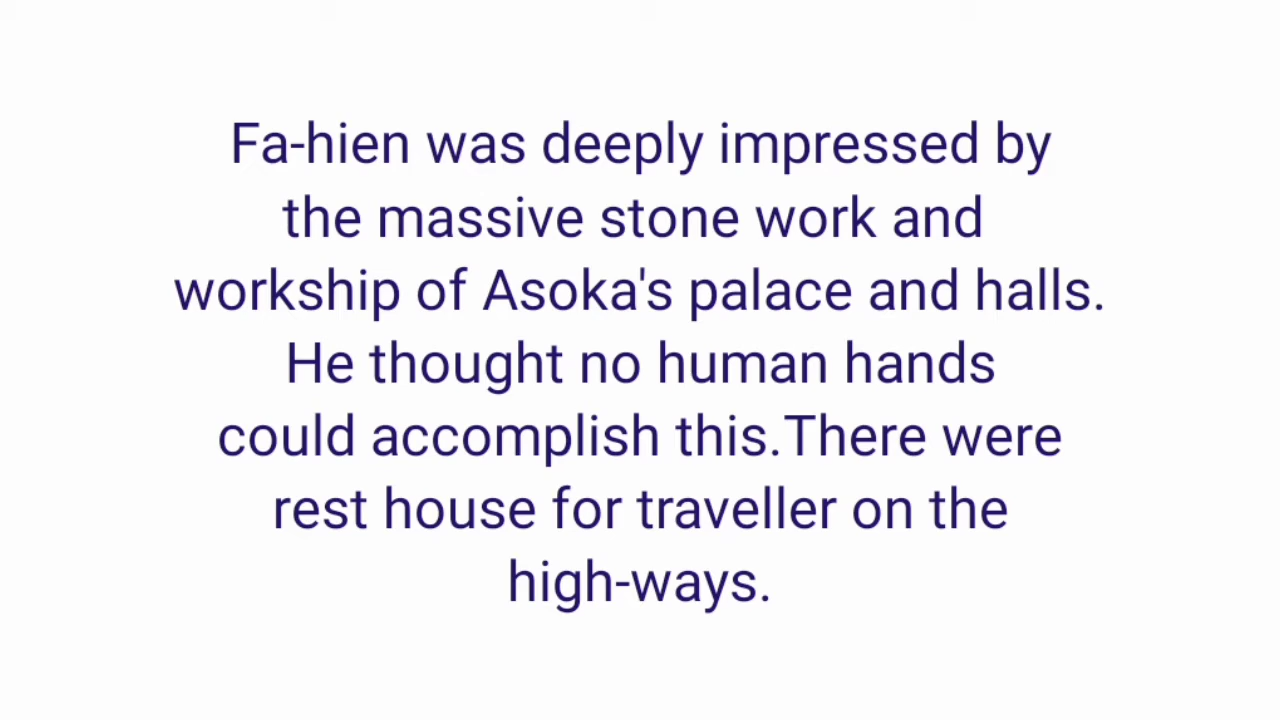 Fa-hien was deeply impressed by
the massive stone work and
workship of Asoka's palace and halls.
He thought no human hands
could accomplish this.There were
rest house for traveller on the
high-ways.